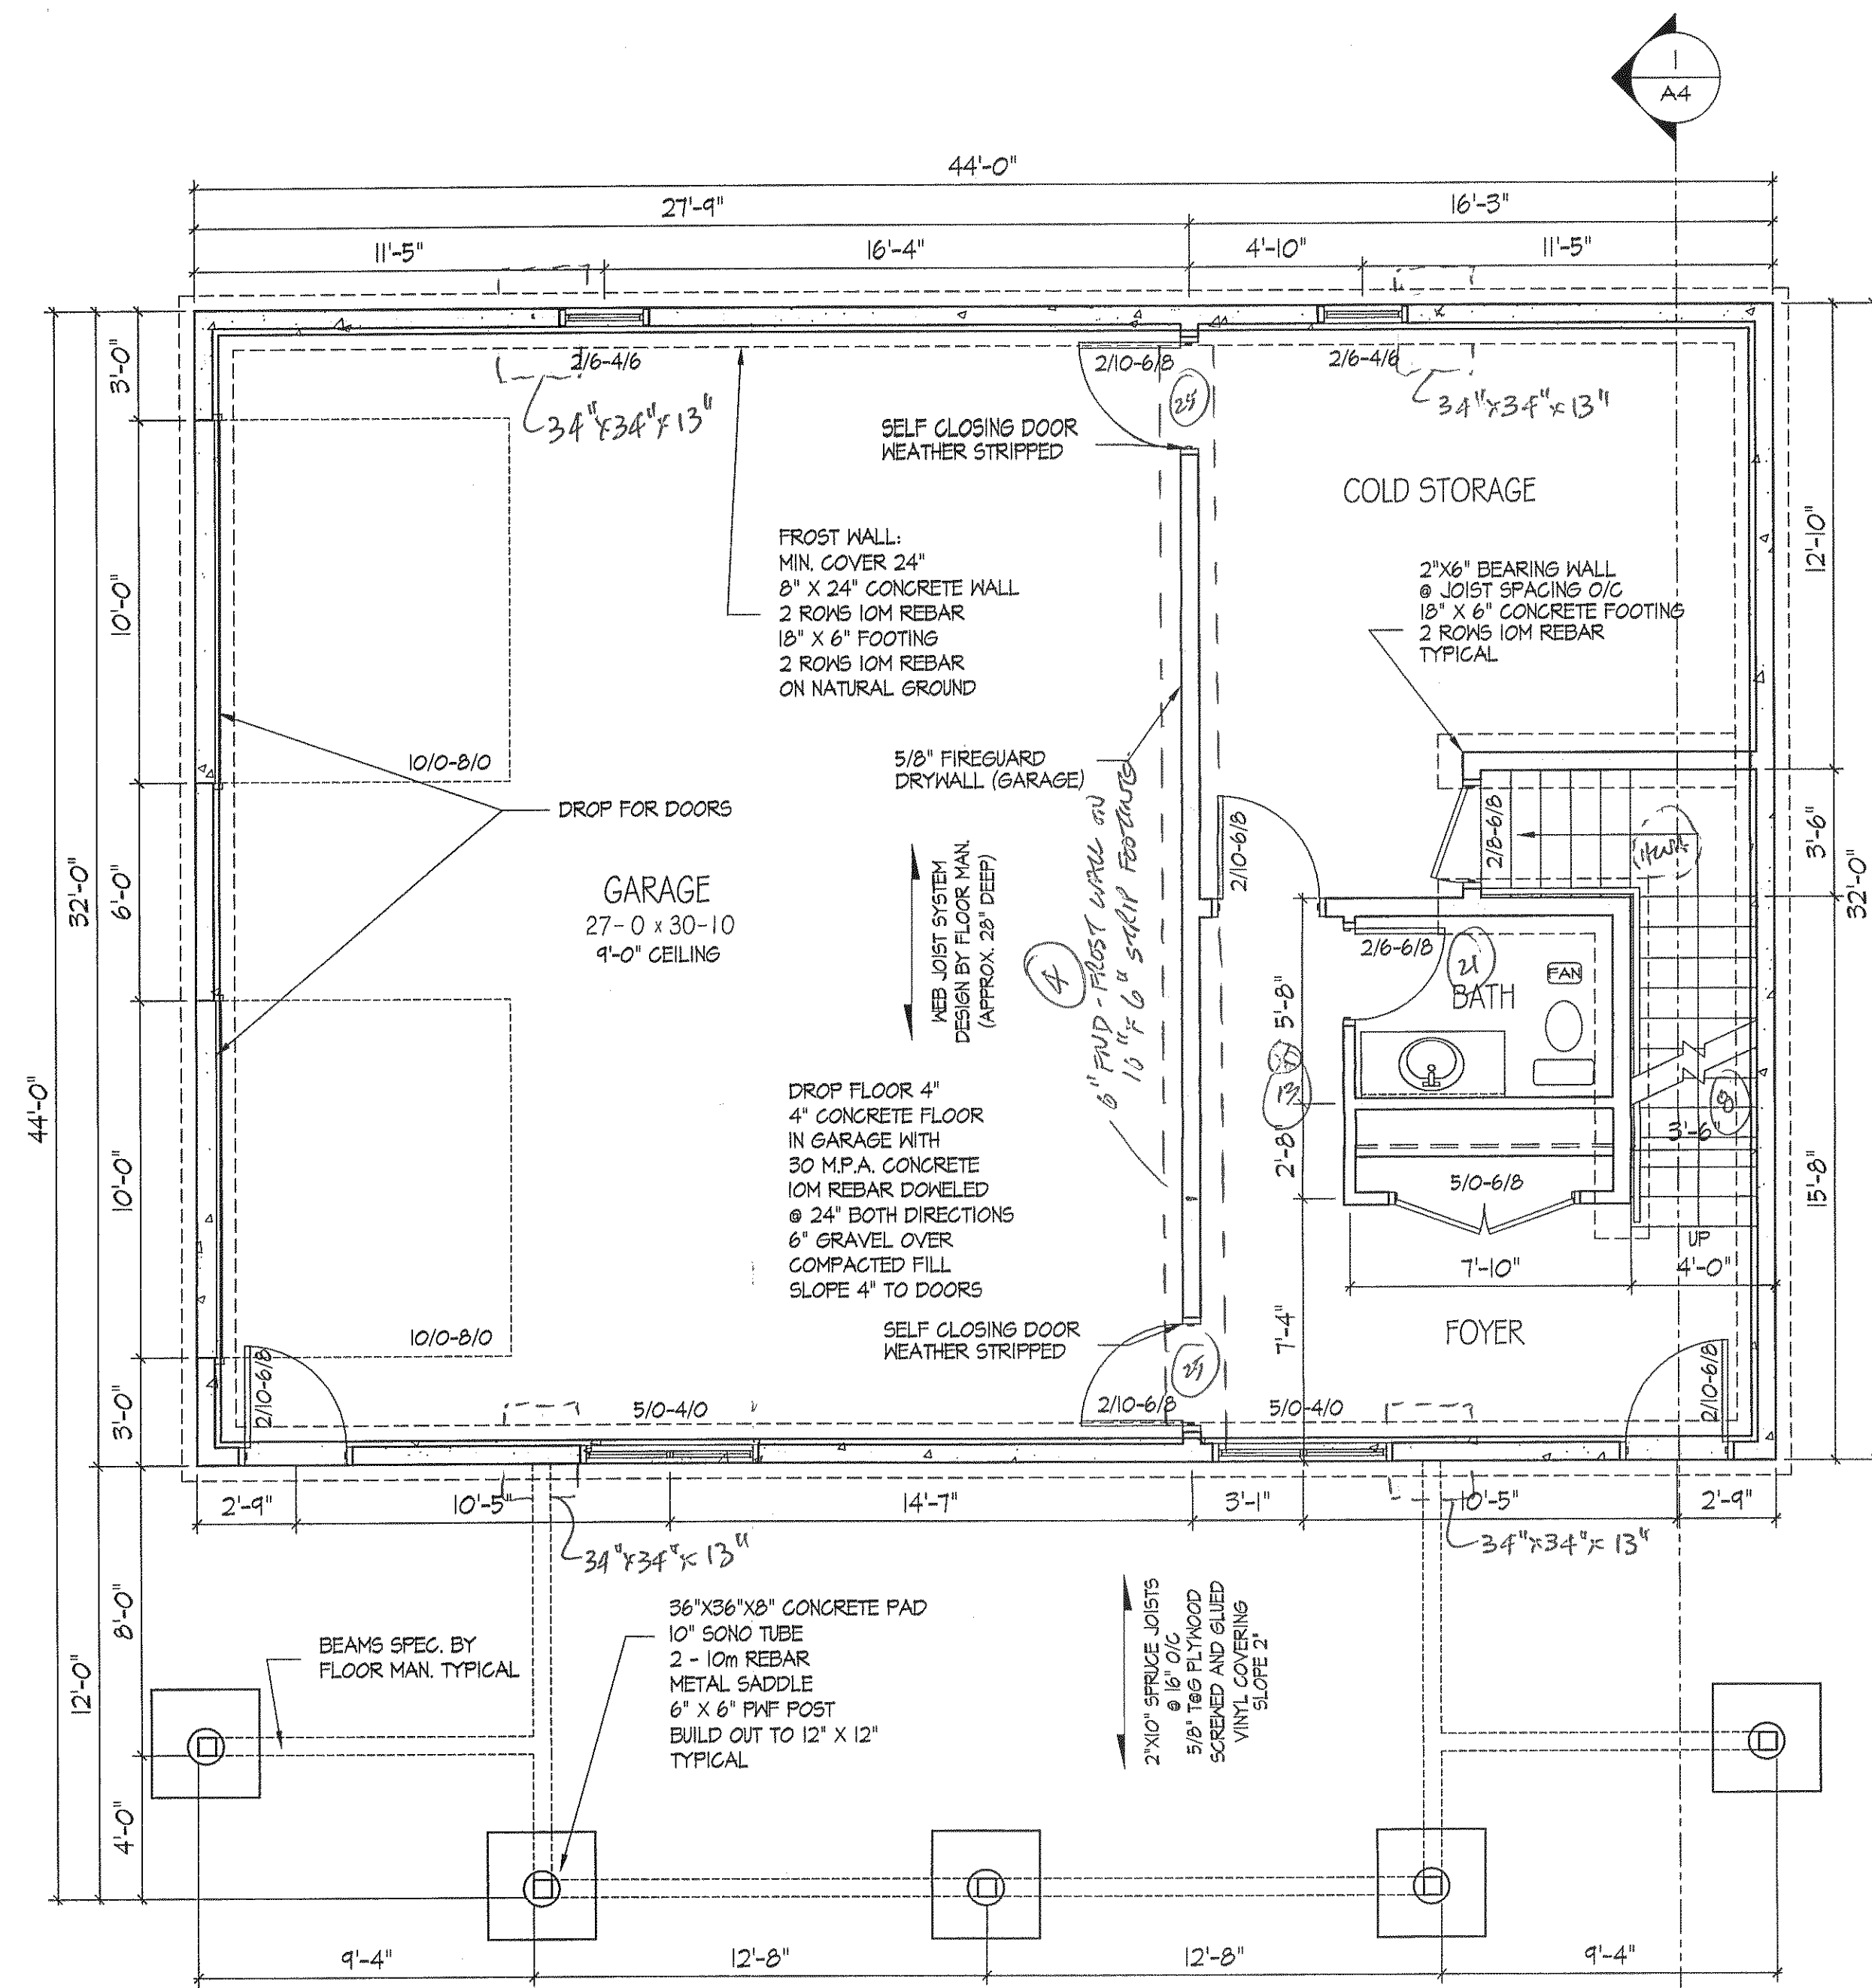 1
A4
44'-0"
27'-9"
16'-3"
11'-5"
16'-4"
4'-10"
11'-5"
2/6-4/6
34"x34"x13"
2/10-6/8
25
2/6-4/6
34"x34"x13"
SELF CLOSING DOOR
WEATHER STRIPPED
COLD STORAGE
FROST WALL:
MIN. COVER 24"
8" X 24" CONCRETE WALL
2 ROWS 10M REBAR
18" X 6" FOOTING
2 ROWS 10M REBAR
ON NATURAL GROUND
2"X6" BEARING WALL
@ JOIST SPACING O/C
18" X 6" CONCRETE FOOTING
2 ROWS 10M REBAR
TYPICAL
3'-0"
10'-0"
6'-0"
10'-0"
3'-0"
32'-0"
44'-0"
8'-0"
4'-0"
12'-0"
12'-10"
3'-6"
15'-8"
32'-0"
10/0-8/0
DROP FOR DOORS
5/8" FIREGUARD
DRYWALL (GARAGE)
GARAGE
27-0 x 30-10
9'-0" CEILING
WEB JOIST SYSTEM
DESIGN BY FLOOR MAN.
(APPROX. 28" DEEP)
4
6" FND - FROST WALL ON
16" x 6" STRIP FOOTING
2/10-6/8
2/8-6/8
2/6-6/8
21
FAN
BATH
5'-8"
13
2'-8"
8
3'-6"
5/0-6/8
UP
7'-10"
4'-0"
DROP FLOOR 4"
4" CONCRETE FLOOR
IN GARAGE WITH
30 M.P.A. CONCRETE
10M REBAR DOWELED
@ 24" BOTH DIRECTIONS
6" GRAVEL OVER
COMPACTED FILL
SLOPE 4" TO DOORS
10/0-8/0
SELF CLOSING DOOR
WEATHER STRIPPED
7'-4"
FOYER
2/10-6/8
5/0-4/0
2/10-6/8
5/0-4/0
2/10-6/8
2'-9"
10'-5"
14'-7"
3'-1"
10'-5"
2'-9"
34"x34"x13"
34"x34"x13"
36"X36"X8" CONCRETE PAD
10" SONO TUBE
2 - 10m REBAR
METAL SADDLE
6" X 6" PWF POST
BUILD OUT TO 12" X 12"
TYPICAL
BEAMS SPEC. BY
FLOOR MAN. TYPICAL
2"X10" SPRUCE JOISTS
@ 16" O/C
5/8" T@G PLYWOOD
SCREWED AND GLUED
VINYL COVERING
SLOPE 2"
9'-4"
12'-8"
12'-8"
9'-4"